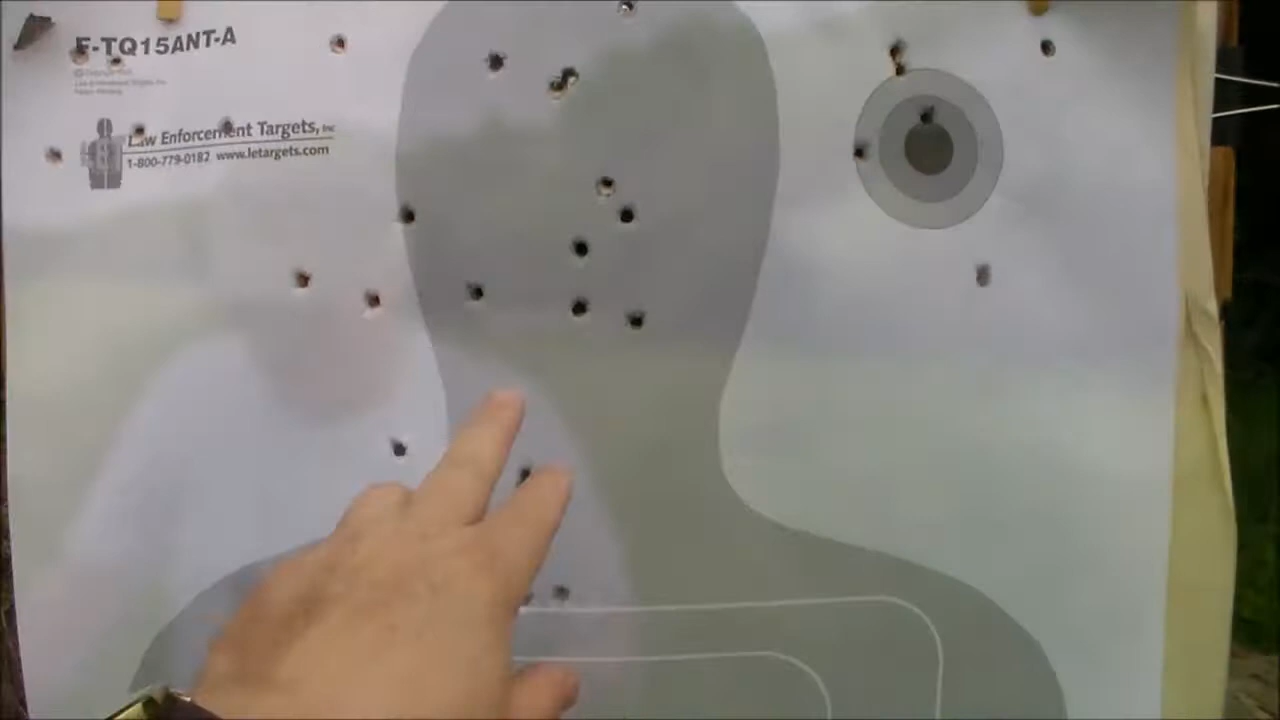 F-TQ15ANT-A
Law Enforcement Targets, Inc
1-800-779-0182 www.letargets.com